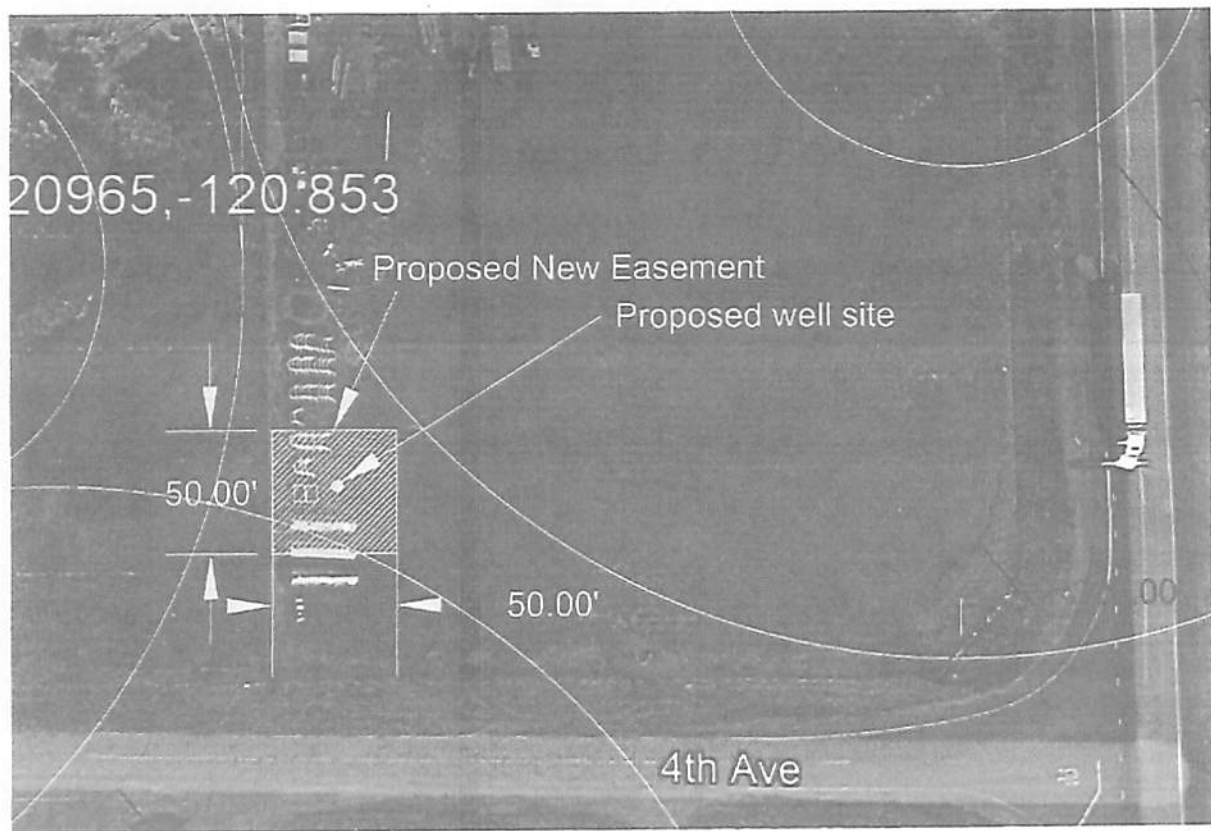 20965,-120.853
Proposed New Easement
Proposed well site
50.00'
50.00'
4th Ave